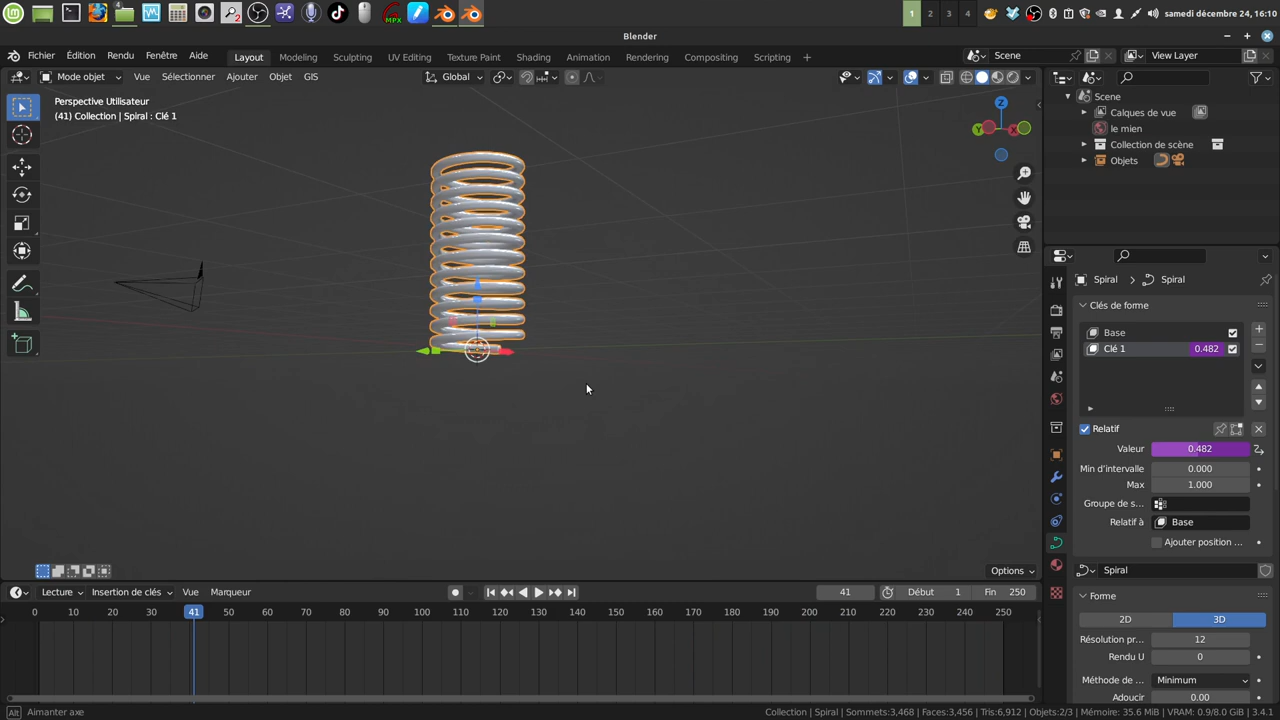 1 2 3 4
samedi décembre 24, 16:10
Blender
Fichier Édition Rendu Fenêtre Aide Layout Modeling Sculpting UV Editing Texture Paint Shading Animation Rendering Compositing Scripting + Scene View Layer
Mode objet Vue Sélectionner Ajouter Objet GIS Global
Perspective Utilisateur
(41) Collection | Spiral : Clé 1
Z
Y X
Scene
Calques de vue
le mien
Collection de scène
Objets
Spiral > Spiral
Clés de forme
Base
Clé 1 0.482
Relatif
Valeur 0.482
Min d'intervalle 0.000
Max 1.000
Groupe de s...
Relatif à Base
Ajouter position ...
Spiral
Forme
2D 3D
Résolution pr... 12
Rendu U 0
Méthode de ... Minimum
Adoucir 0.00
Options
Lecture Insertion de clés Vue Marqueur 41 Début 1 Fin 250
0 10 20 30 41 50 60 70 80 90 100 110 120 130 140 150 160 170 180 190 200 210 220 230 240 250
Alt Aimanter axe
Collection | Spiral | Sommets:3,468 | Faces:3,456 | Tris:6,912 | Objets:2/3 | Mémoire: 35.6 MiB | VRAM: 0.9/8.0 GiB | 3.4.1